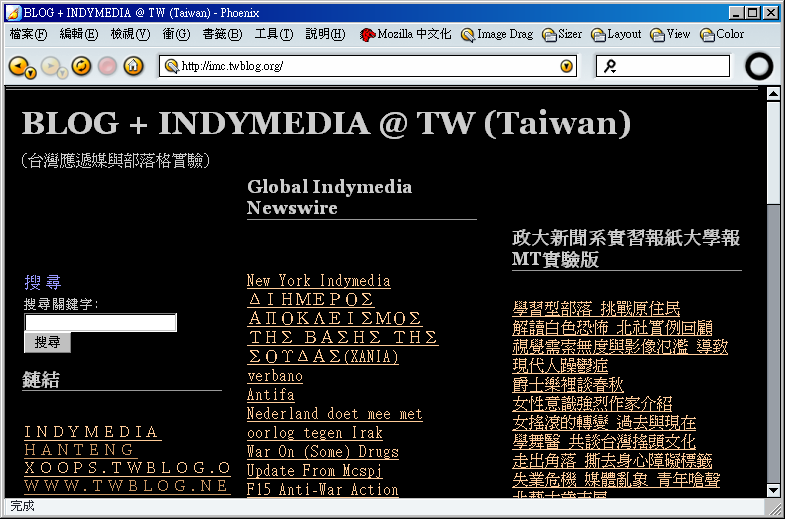 BLOG + INDYMEDIA @ TW (Taiwan) - Phoenix
檔案(F) 編輯(E) 檢視(V) 衝(G) 書籤(B) 工具(T) 說明(H) Mozilla 中文化 Image Drag Sizer Layout View Color
http://imc.twblog.org/
BLOG + INDYMEDIA @ TW (Taiwan)
(台灣應遞媒與部落格實驗)
搜 尋
搜尋關鍵字:
搜尋
鏈結
INDYMEDIA
HANTENG
XOOPS.TWBLOG.O
WWW.TWBLOG.NE
Global Indymedia
Newswire
New York Indymedia
ΔΙΗΜΕΡΟΣ
ΑΠΟΚΛΕΙΣΜΟΣ
ΤΗΣ ΒΑΣΗΣ ΤΗΣ
ΣΟΥΔΑΣ(XANIA)
verbano
Antifa
Nederland doet mee met
oorlog tegen Irak
War On (Some) Drugs
Update From Mcspj
F15 Anti-War Action
政大新聞系實習報紙大學報
MT實驗版
學習型部落 挑戰原住民
解讀白色恐怖 北社實例回顧
視覺需索無度與影像氾濫 導致
現代人躁鬱症
爵士樂裡談春秋
女性意識強烈作家介紹
女搖滾的轉變 過去與現在
學舞醫 共談台灣搖頭文化
走出角落 撕去身心障礙標籤
失業危機 媒體亂象 青年嗆聲
完成